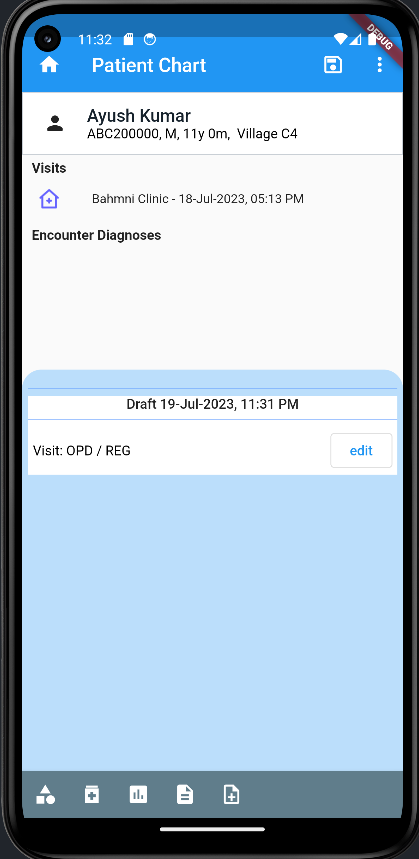 11:32
DEBUG
Patient Chart
Ayush Kumar
ABC200000, M, 11y 0m, Village C4
Visits
Bahmni Clinic - 18-Jul-2023, 05:13 PM
Encounter Diagnoses
Draft 19-Jul-2023, 11:31 PM
Visit: OPD / REG
edit